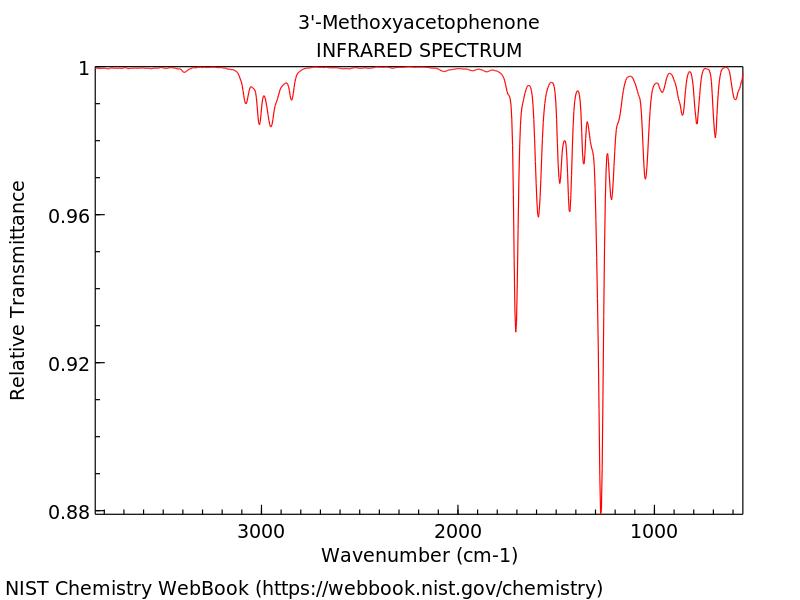 3'-Methoxyacetophenone
INFRARED SPECTRUM
1
0.96
0.92
0.88
Relative Transmittance
3000 2000 1000
Wavenumber (cm-1)
NIST Chemistry WebBook (https://webbook.nist.gov/chemistry)